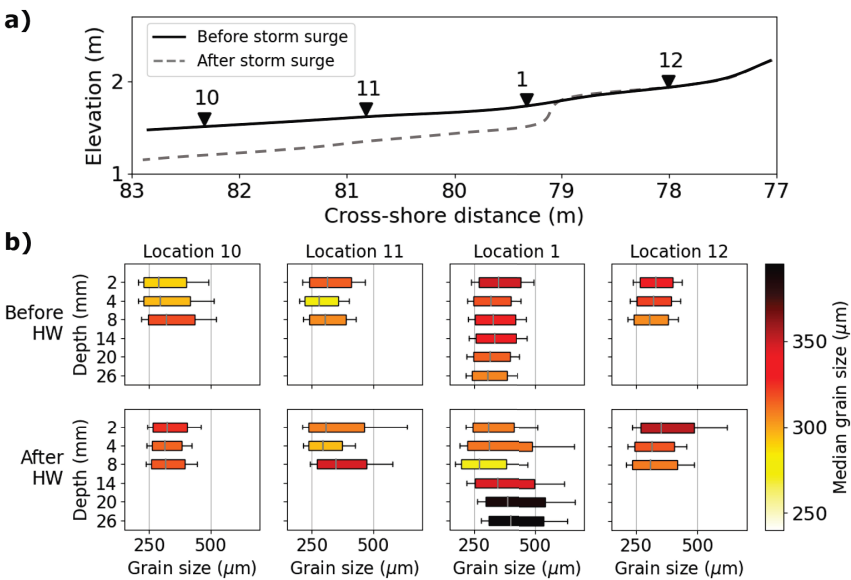 a)
Before storm surge
After storm surge
Elevation (m)
2
1
10
11
1
12
83 82 81 80 79 78 77
Cross-shore distance (m)
b)
Location 10 Location 11 Location 1 Location 12
Before
HW
Depth (mm)
2
4
8
14
20
26
After
HW
Depth (mm)
2
4
8
14
20
26
250 500 250 500 250 500 250 500
Grain size (μm) Grain size (μm) Grain size (μm) Grain size (μm)
350
300
250
Median grain size (μm)